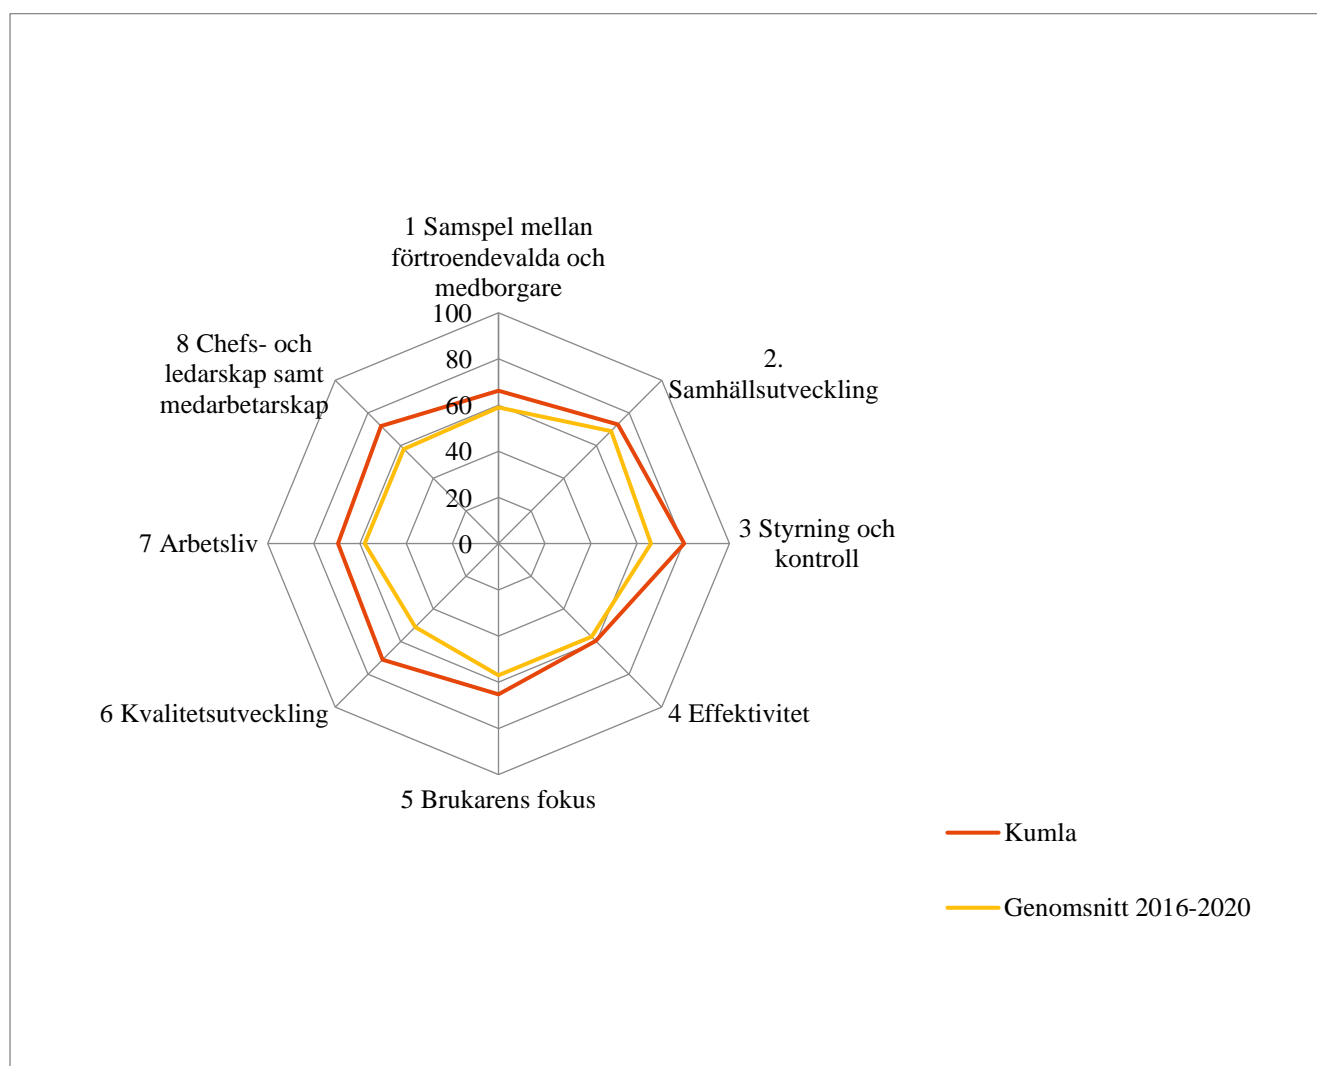 1 Samspel mellan
förtroendevalda och
medborgare
100
80
60
40
20
0
2.
Samhällsutveckling
3 Styrning och
kontroll
4 Effektivitet
5 Brukarens fokus
6 Kvalitetsutveckling
7 Arbetsliv
8 Chefs- och
ledarskap samt
medarbetarskap
Kumla
Genomsnitt 2016-2020